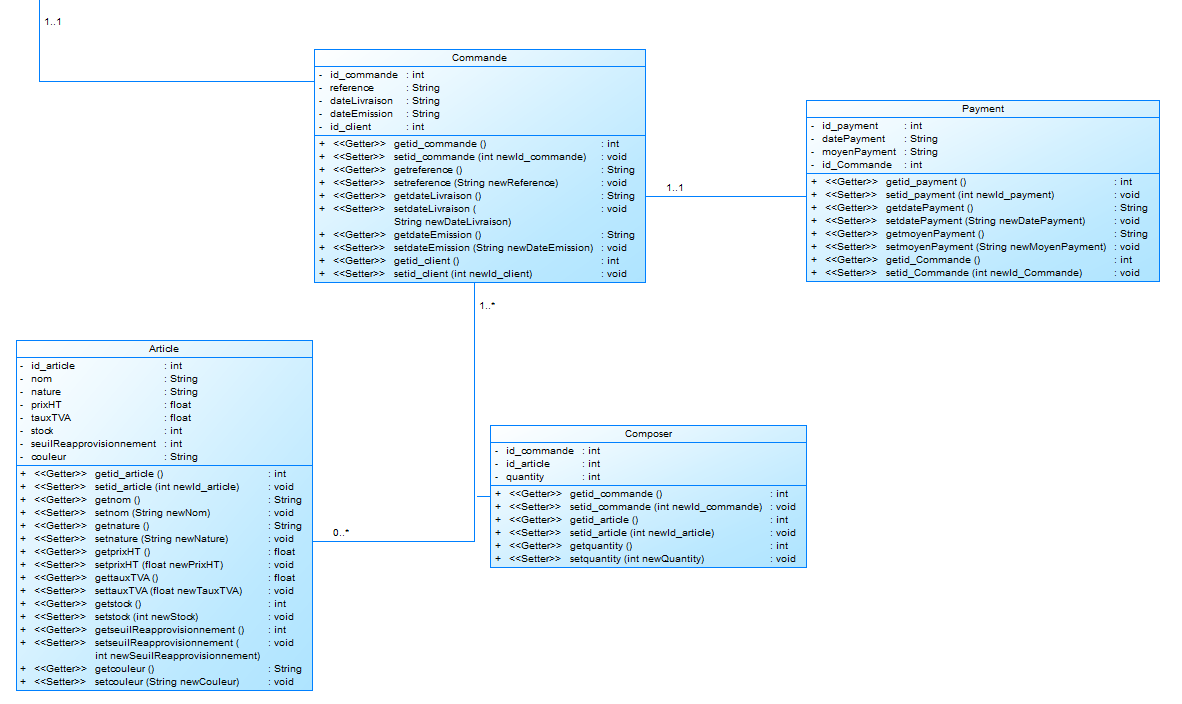 1..1
Commande
- id_commande : int
- reference : String
- dateLivraison : String
- dateEmission : String
- id_client : int
+ <<Getter>> getid_commande () : int
+ <<Setter>> setid_commande (int newId_commande) : void
+ <<Getter>> getreference () : String
+ <<Setter>> setreference (String newReference) : void
+ <<Getter>> getdateLivraison () : String
+ <<Setter>> setdateLivraison ( : void
String newDateLivraison)
+ <<Getter>> getdateEmission () : String
+ <<Setter>> setdateEmission (String newDateEmission) : void
+ <<Getter>> getid_client () : int
+ <<Setter>> setid_client (int newId_client) : void
1..1
Payment
- id_payment : int
- datePayment : String
- moyenPayment : String
- id_Commande : int
+ <<Getter>> getid_payment () : int
+ <<Setter>> setid_payment (int newId_payment) : void
+ <<Getter>> getdatePayment () : String
+ <<Setter>> setdatePayment (String newDatePayment) : void
+ <<Getter>> getmoyenPayment () : String
+ <<Setter>> setmoyenPayment (String newMoyenPayment) : void
+ <<Getter>> getid_Commande () : int
+ <<Setter>> setid_Commande (int newId_Commande) : void
1..*
Article
- id_article : int
- nom : String
- nature : String
- prixHT : float
- tauxTVA : float
- stock : int
- seuilReapprovisionnement : int
- couleur : String
+ <<Getter>> getid_article () : int
+ <<Setter>> setid_article (int newId_article) : void
+ <<Getter>> getnom () : String
+ <<Setter>> setnom (String newNom) : void
+ <<Getter>> getnature () : String
+ <<Setter>> setnature (String newNature) : void
+ <<Getter>> getprixHT () : float
+ <<Setter>> setprixHT (float newPrixHT) : void
+ <<Getter>> gettauxTVA () : float
+ <<Setter>> settauxTVA (float newTauxTVA) : void
+ <<Getter>> getstock () : int
+ <<Setter>> setstock (int newStock) : void
+ <<Getter>> getseuilReapprovisionnement () : int
+ <<Setter>> setseuilReapprovisionnement ( : void
int newSeuilReapprovisionnement)
+ <<Getter>> getcouleur () : String
+ <<Setter>> setcouleur (String newCouleur) : void
0..*
Composer
- id_commande : int
- id_article : int
- quantity : int
+ <<Getter>> getid_commande () : int
+ <<Setter>> setid_commande (int newId_commande) : void
+ <<Getter>> getid_article () : int
+ <<Setter>> setid_article (int newId_article) : void
+ <<Getter>> getquantity () : int
+ <<Setter>> setquantity (int newQuantity) : void